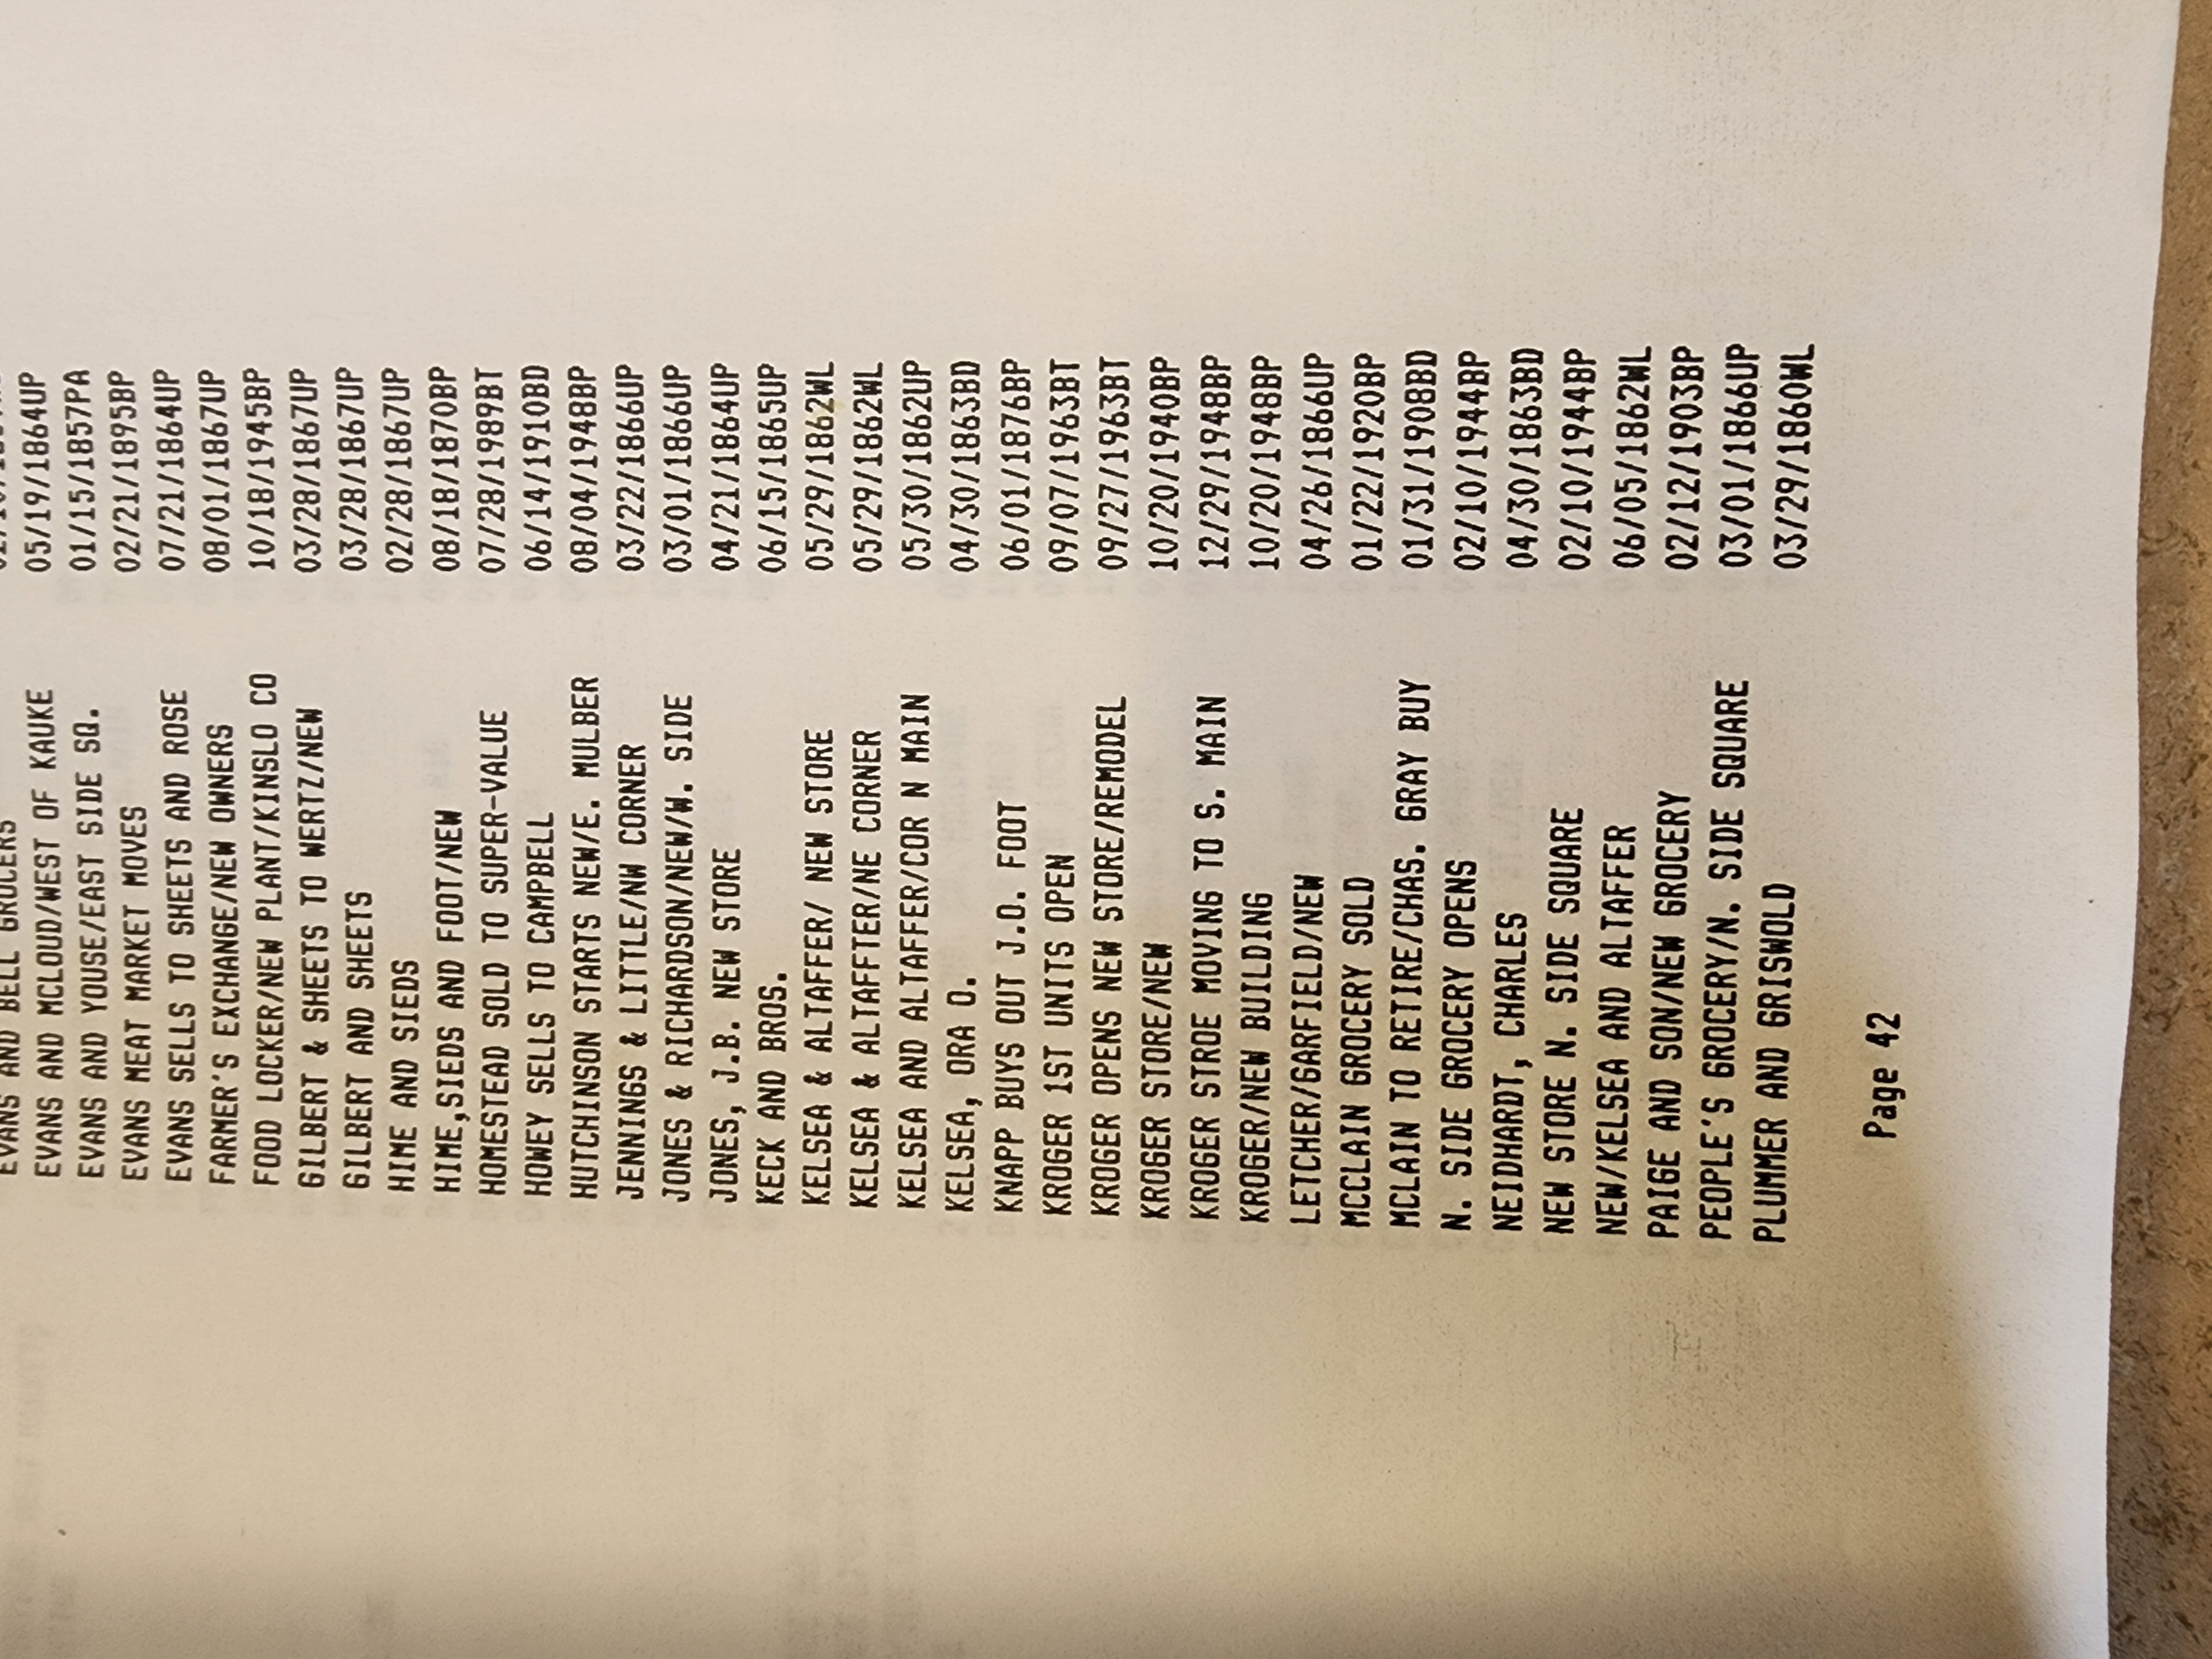 EVANS AND BELL GROCERS
EVANS AND MCLOUD/WEST OF KAUKE 05/19/1864UP
EVANS AND YOUSE/EAST SIDE SQ. 01/15/1857PA
EVANS MEAT MARKET MOVES 02/21/1895BP
EVANS SELLS TO SHEETS AND ROSE 07/21/1864UP
FARMER'S EXCHANGE/NEW OWNERS 08/01/1867UP
FOOD LOCKER/NEW PLANT/KINSLO CO 10/18/1945BP
GILBERT & SHEETS TO WERTZ/NEW 03/28/1867UP
GILBERT AND SHEETS 03/28/1867UP
HIME AND SIEDS 02/28/1867UP
HIME,SIEDS AND FOOT/NEW 08/18/1870BP
HOMESTEAD SOLD TO SUPER-VALUE 07/28/1989BT
HOWEY SELLS TO CAMPBELL 06/14/1910BD
HUTCHINSON STARTS NEW/E. MULBER 08/04/1948BP
JENNINGS & LITTLE/NW CORNER 03/22/1866UP
JONES & RICHARDSON/NEW/W. SIDE 03/01/1866UP
JONES, J.B. NEW STORE 04/21/1864UP
KECK AND BROS. 06/15/1865UP
KELSEA & ALTAFFER/ NEW STORE 05/29/1862WL
KELSEA & ALTAFFTER/NE CORNER 05/29/1862WL
KELSEA AND ALTAFFER/COR N MAIN 05/30/1862UP
KELSEA, ORA O. 04/30/1863BD
KNAPP BUYS OUT J.D. FOOT 06/01/1876BP
KROGER 1ST UNITS OPEN 09/07/1963BT
KROGER OPENS NEW STORE/REMODEL 09/27/1963BT
KROGER STORE/NEW 10/20/1940BP
KROGER STROE MOVING TO S. MAIN 12/29/1948BP
KROGER/NEW BUILDING 10/20/1948BP
LETCHER/GARFIELD/NEW 04/26/1866UP
MCCLAIN GROCERY SOLD 01/22/1920BP
MCLAIN TO RETIRE/CHAS. GRAY BUY 01/31/1908BD
N. SIDE GROCERY OPENS 02/10/1944BP
NEIDHARDT, CHARLES 04/30/1863BD
NEW STORE N. SIDE SQUARE 02/10/1944BP
NEW/KELSEA AND ALTAFFER 06/05/1862WL
PAIGE AND SON/NEW GROCERY 02/12/1903BP
PEOPLE'S GROCERY/N. SIDE SQUARE 03/01/1866UP
PLUMMER AND GRISWOLD 03/29/1860WL
Page 42